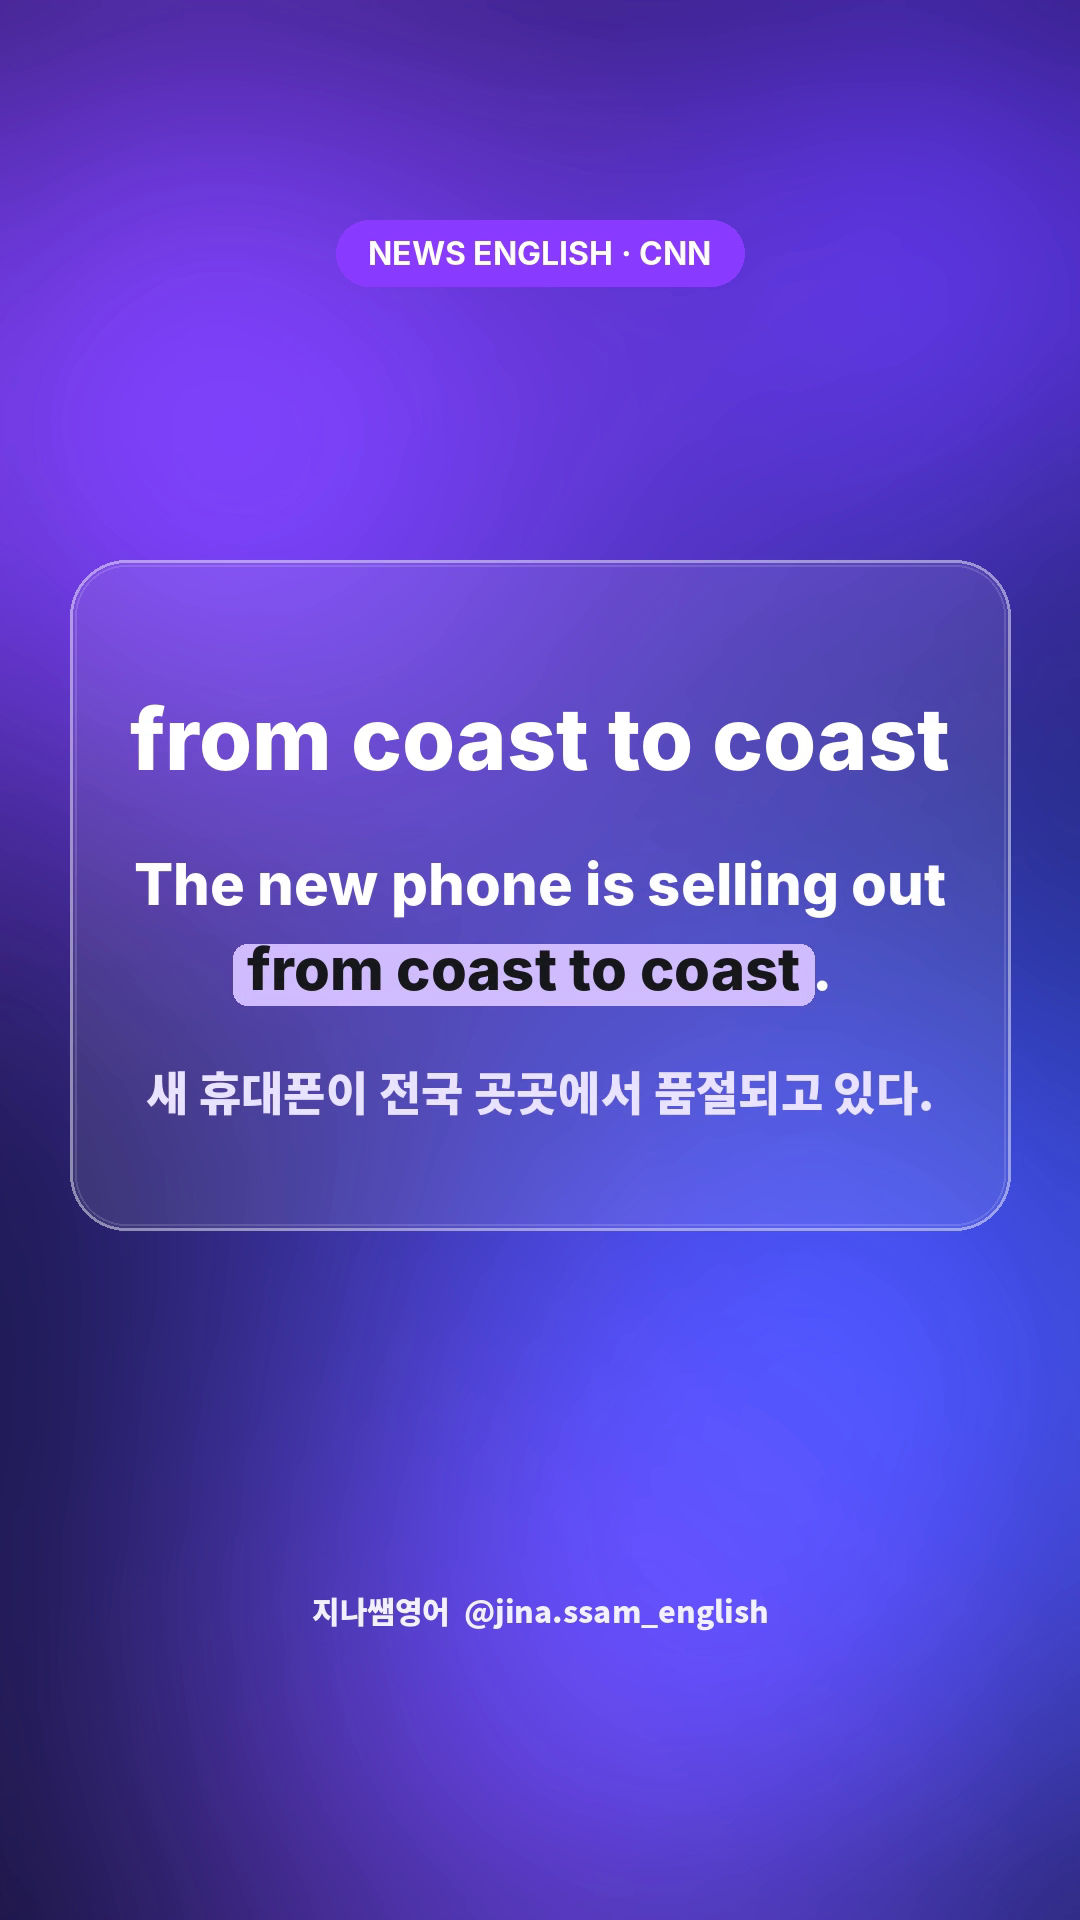 NEWS ENGLISH · CNN
from coast to coast
The new phone is selling out
from coast to coast.
새 휴대폰이 전국 곳곳에서 품절되고 있다.
지나쌤영어 @jina.ssam_english